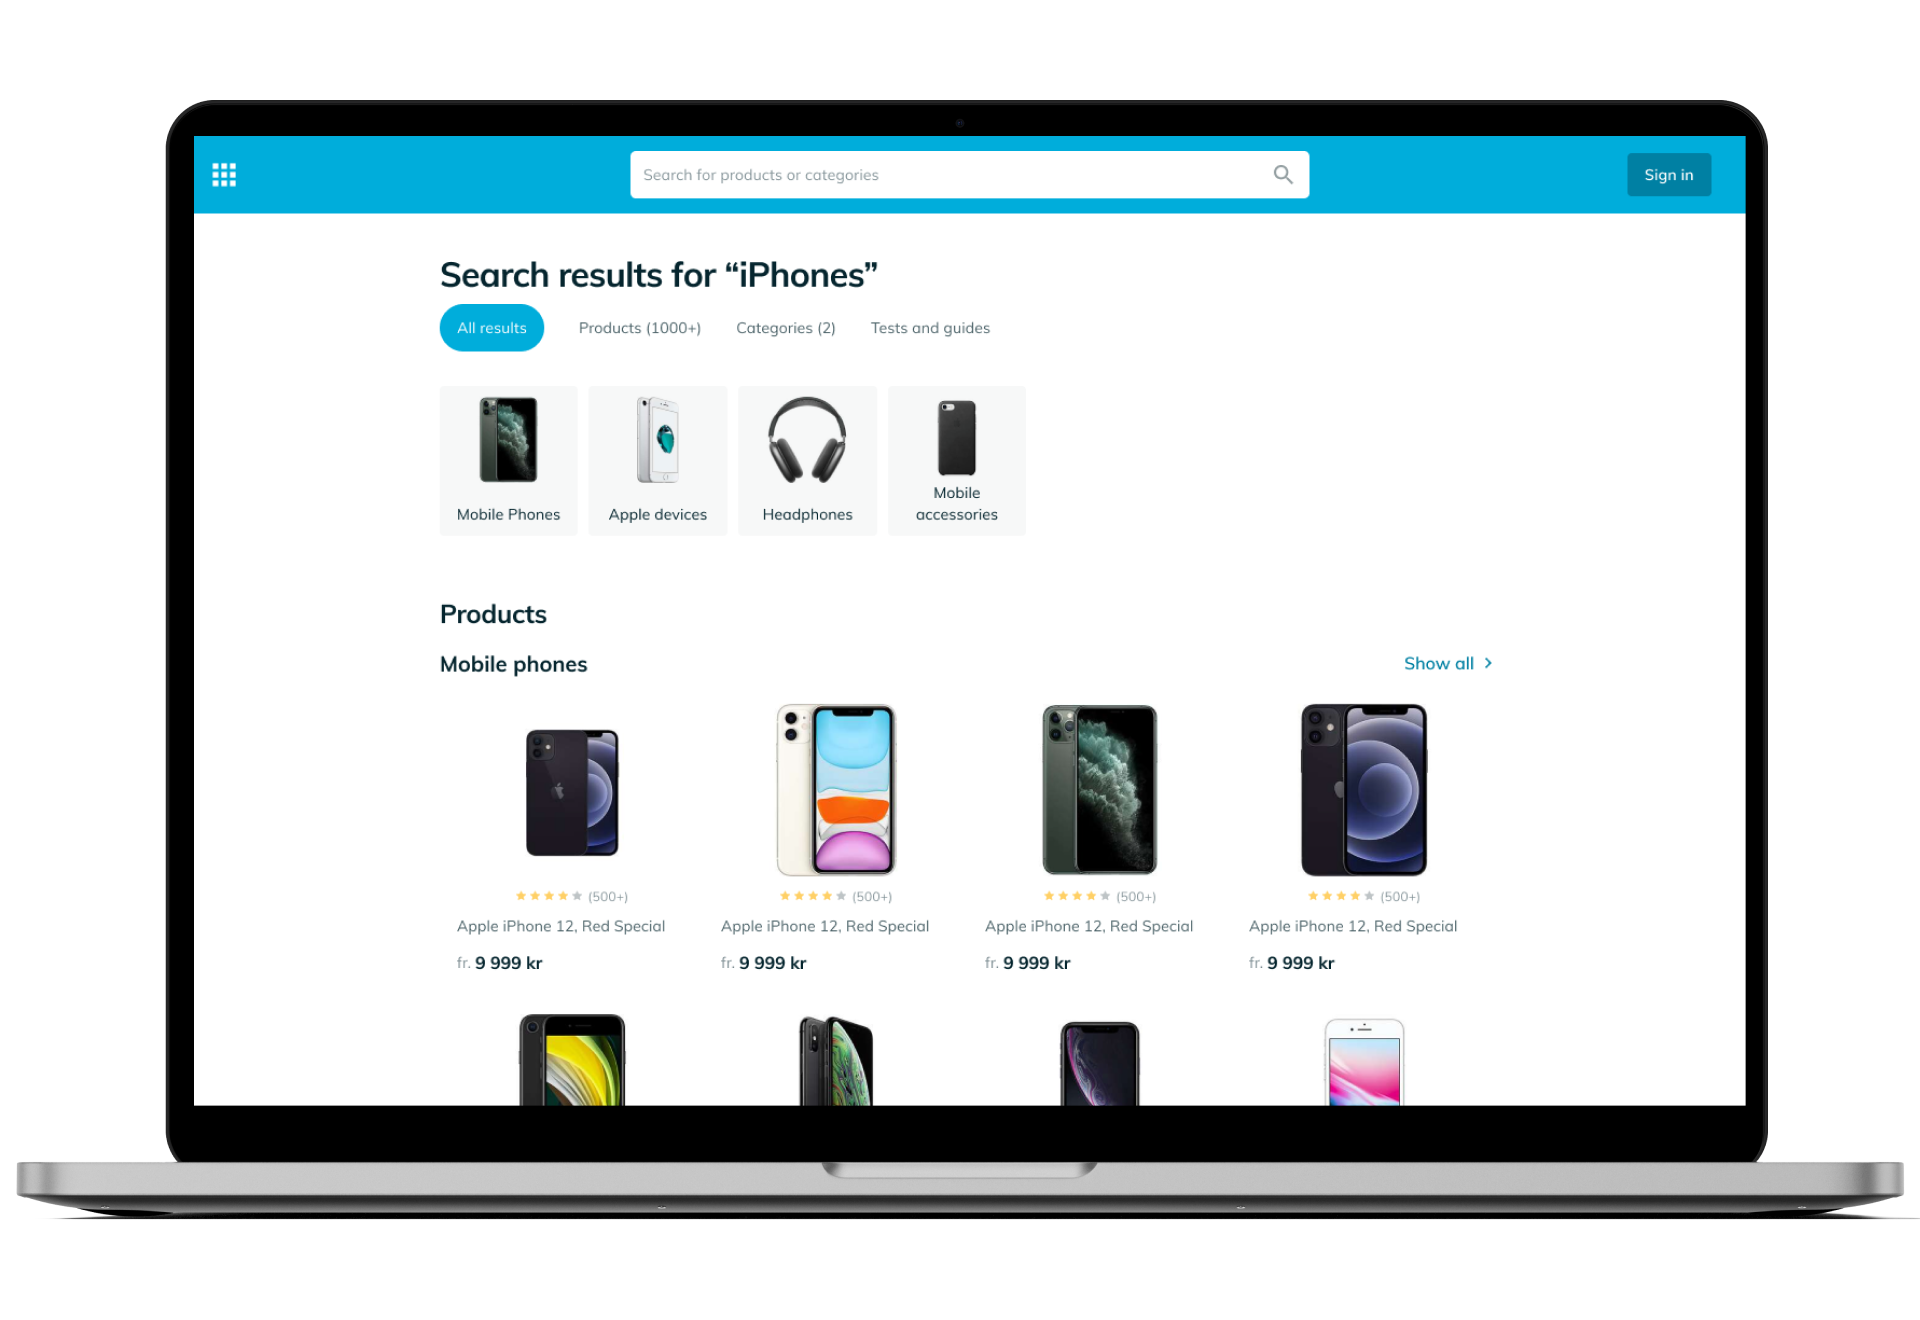 Search for products or categories
Sign in
Search results for “iPhones”
All results
Products (1000+)
Categories (2)
Tests and guides
Mobile Phones
Apple devices
Headphones
Mobile
accessories
Products
Mobile phones
Show all
(500+)
(500+)
(500+)
(500+)
Apple iPhone 12, Red Special
Apple iPhone 12, Red Special
Apple iPhone 12, Red Special
Apple iPhone 12, Red Special
fr. 9 999 kr
fr. 9 999 kr
fr. 9 999 kr
fr. 9 999 kr